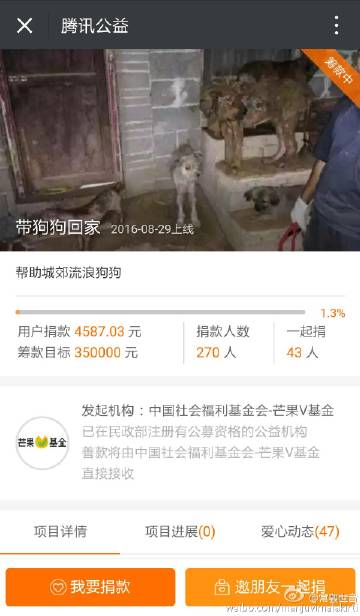 腾讯公益
筹款中
带狗狗回家 2016-08-29上线
帮助城郊流浪狗狗
1.3%
用户捐款 4587.03 元 捐款人数 一起捐
筹款目标 350000 元 270 人 43 人
发起机构：中国社会福利基金会-芒果V基金
芒果 基金
已在民政部注册有公募资格的公益机构
善款将由中国社会福利基金会-芒果V基金
直接接收
项目详情 项目进展(0) 爱心动态(47)
我要捐款 邀朋友一起捐